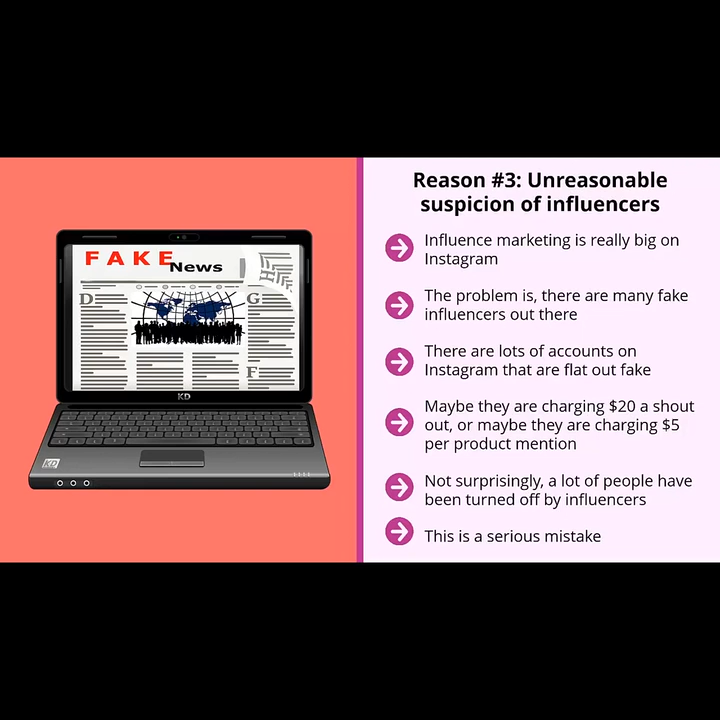 FAKE
News
D
G
F
KD
KD
Reason #3: Unreasonable
suspicion of influencers
Influence marketing is really big on
Instagram
The problem is, there are many fake
influencers out there
There are lots of accounts on
Instagram that are flat out fake
Maybe they are charging $20 a shout
out, or maybe they are charging $5
per product mention
Not surprisingly, a lot of people have
been turned off by influencers
This is a serious mistake